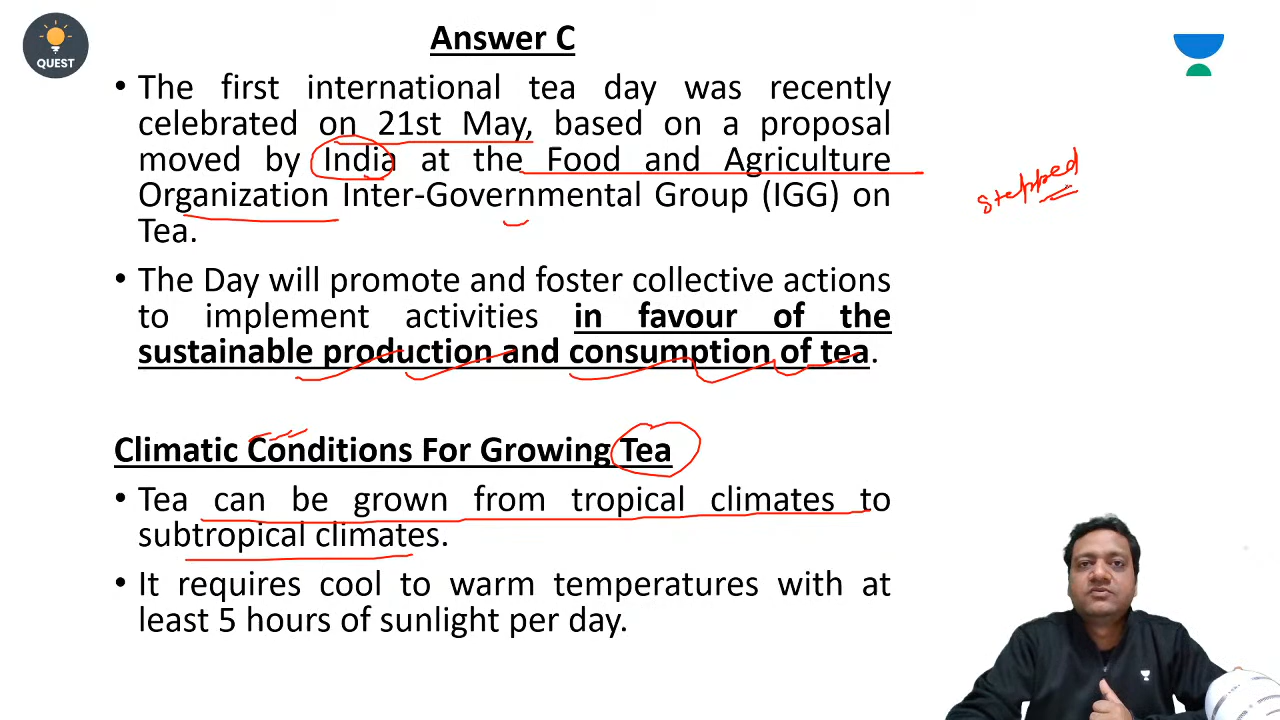 QUEST
Answer C
• The first international tea day was recently
celebrated on 21st May, based on a proposal
moved by India at the Food and Agriculture
Organization Inter-Governmental Group (IGG) on
Tea.
stepped
• The Day will promote and foster collective actions
to implement activities in favour of the
sustainable production and consumption of tea.
Climatic Conditions For Growing Tea
• Tea can be grown from tropical climates to
subtropical climates.
• It requires cool to warm temperatures with at
least 5 hours of sunlight per day.